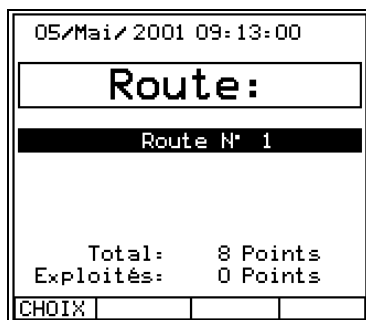 05/Mai/2001 09:13:00
Route:
Route N° 1
Total: 8 Points
Exploités: 0 Points
CHOIX